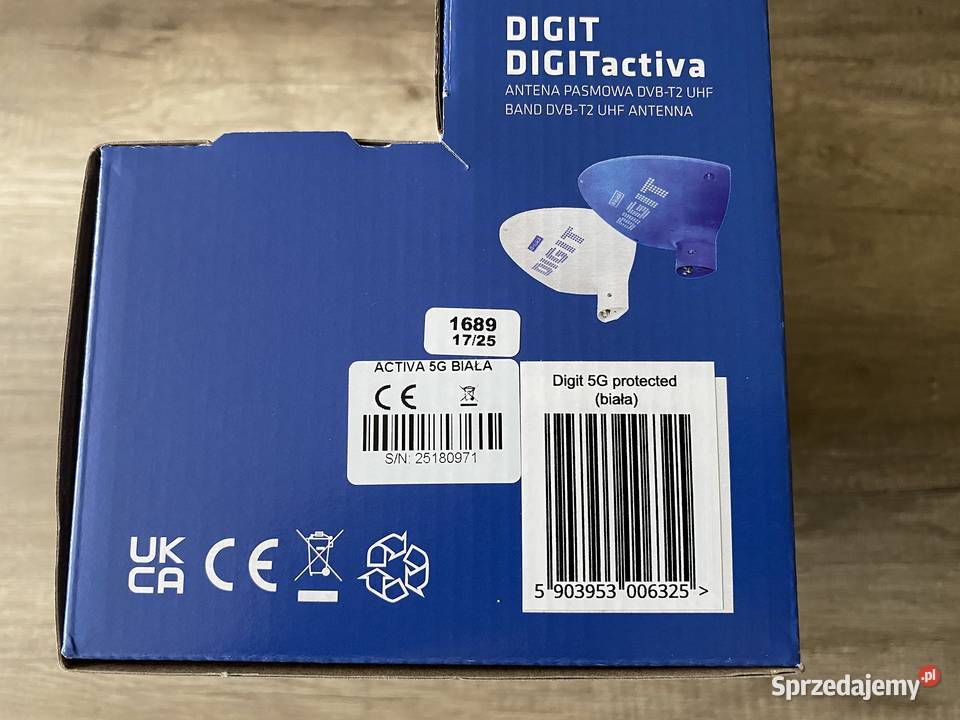 DIGIT
DIGITactiva
ANTENA PASMOWA DVB-T2 UHF
BAND DVB-T2 UHF ANTENNA
1689
17/25
ACTIVA 5G BIAŁA
CE
S/N: 25180971
Digit 5G protected
(biała)
5 903953 006325 >
UK
CA
CE
Sprzedajemy.pl